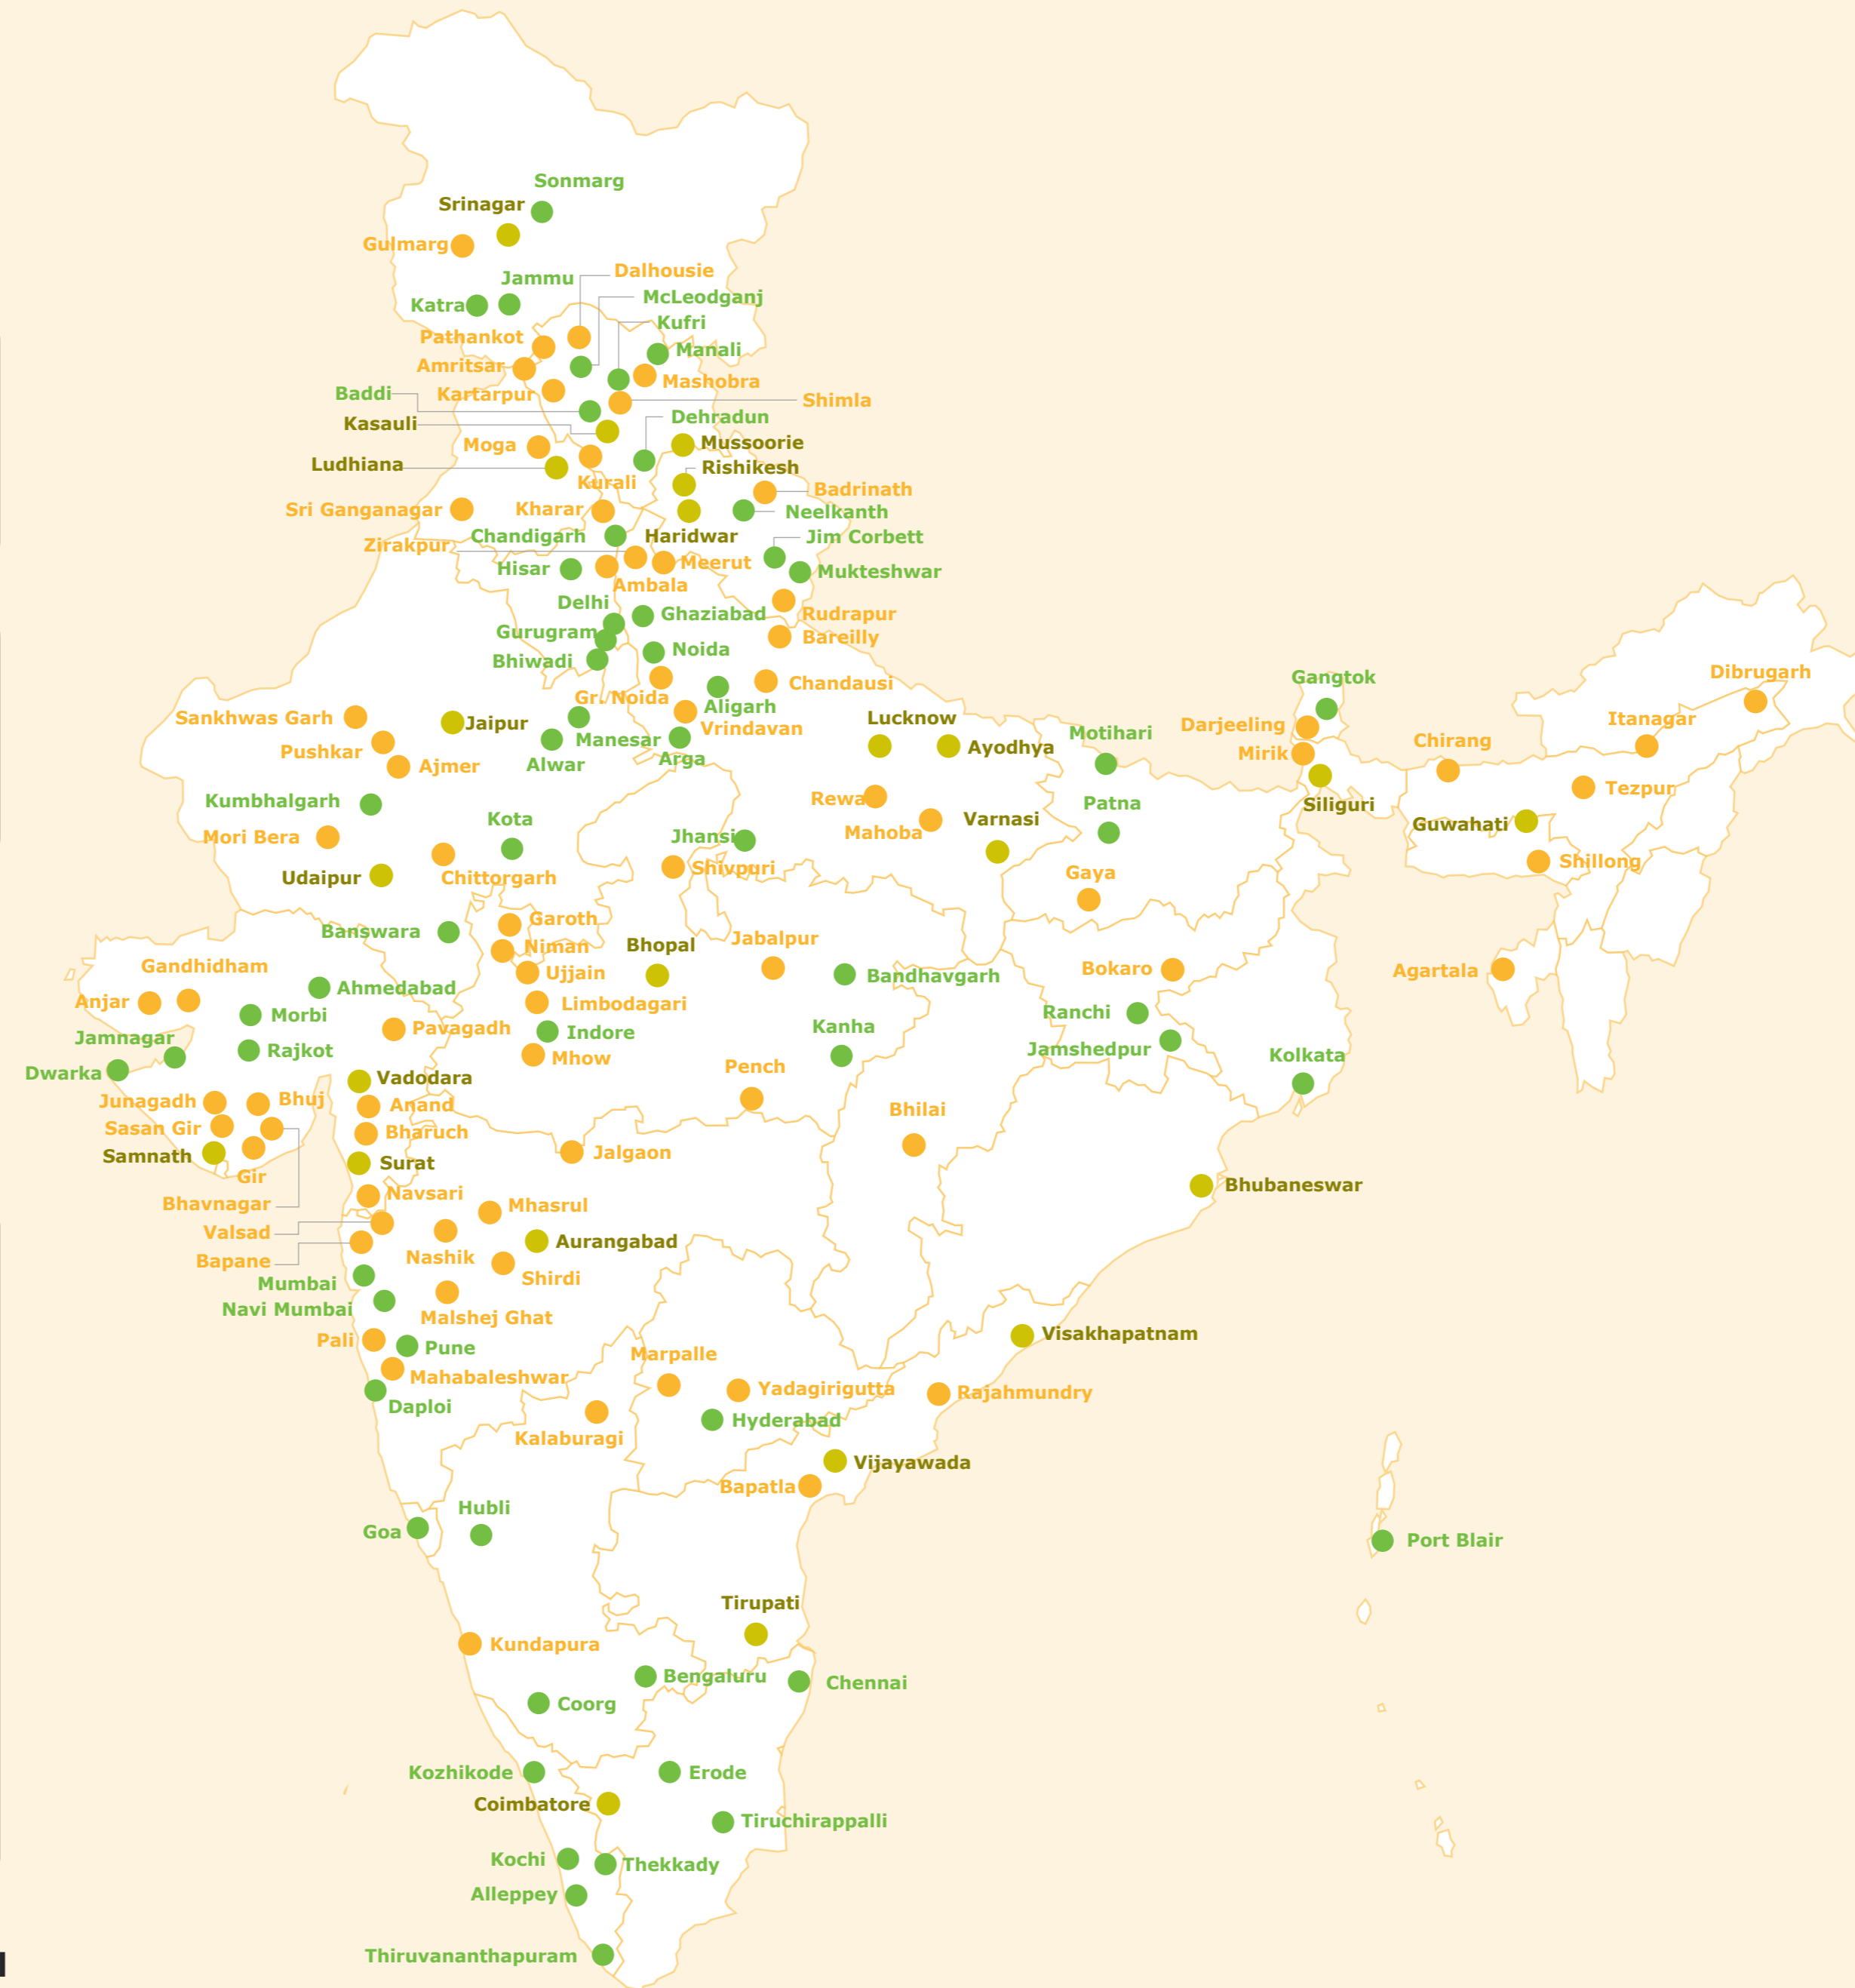 Sonmarg
Srinagar
Gulmarg
Dalhousie
Jammu
McLeodganj
Katra
Kufri
Pathankot
Manali
Amritsar
Mashobra
Baddi
Kartarpur
Shimla
Kasauli
Dehradun
Moga
Mussoorie
Ludhiana
Rishikesh
Kurali
Badrinath
Sri Ganganagar
Kharar
Neelkanth
Chandigarh
Haridwar
Jim Corbett
Zirakpur
Meerut
Hisar
Mukteshwar
Ambala
Delhi
Ghaziabad
Rudrapur
Gurugram
Bareilly
Noida
Bhiwadi
Dibrugarh
Gangtok
Chandausi
Gr. Noida
Aligarh
Sankhwas Garh
Jaipur
Lucknow
Itanagar
Darjeeling
Vrindavan
Motihari
Manesar
Chirang
Pushkar
Ayodhya
Mirik
Arga
Alwar
Ajmer
Tezpur
Rewa
Kumbhalgarh
Patna
Siliguri
Kota
Varnasi
Guwahati
Mahoba
Mori Bera
Jhansi
Shillong
Shivpuri
Gaya
Udaipur
Chittorgarh
Garoth
Banswara
Jabalpur
Bhopal
Niman
Gandhidham
Bokaro
Agartala
Ujjain
Bandhavgarh
Ahmedabad
Anjar
Limbodagari
Ranchi
Morbi
Kanha
Pavagadh
Indore
Jamnagar
Jamshedpur
Rajkot
Kolkata
Mhow
Pench
Dwarka
Vadodara
Bhuj
Junagadh
Anand
Bhilai
Sasan Gir
Bharuch
Jalgaon
Samnath
Surat
Gir
Bhubaneswar
Navsari
Bhavnagar
Mhasrul
Valsad
Aurangabad
Nashik
Bapane
Shirdi
Mumbai
Navi Mumbai
Malshej Ghat
Visakhapatnam
Pali
Pune
Marpalle
Mahabaleshwar
Yadagirigutta
Rajahmundry
Daploi
Hyderabad
Kalaburagi
Vijayawada
Bapatla
Hubli
Goa
Port Blair
Tirupati
Kundapura
Bengaluru
Chennai
Coorg
Kozhikode
Erode
Coimbatore
Tiruchirappalli
Kochi
Thekkady
Alleppey
Thiruvananthapuram